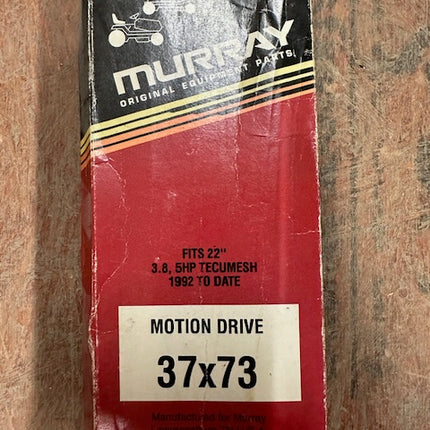 MURRAY
ORIGINAL EQUIPMENT PARTS
FITS 22"
3.8, 5HP TECUMESH
1992 TO DATE
MOTION DRIVE
37x73
Manufactured for Murray